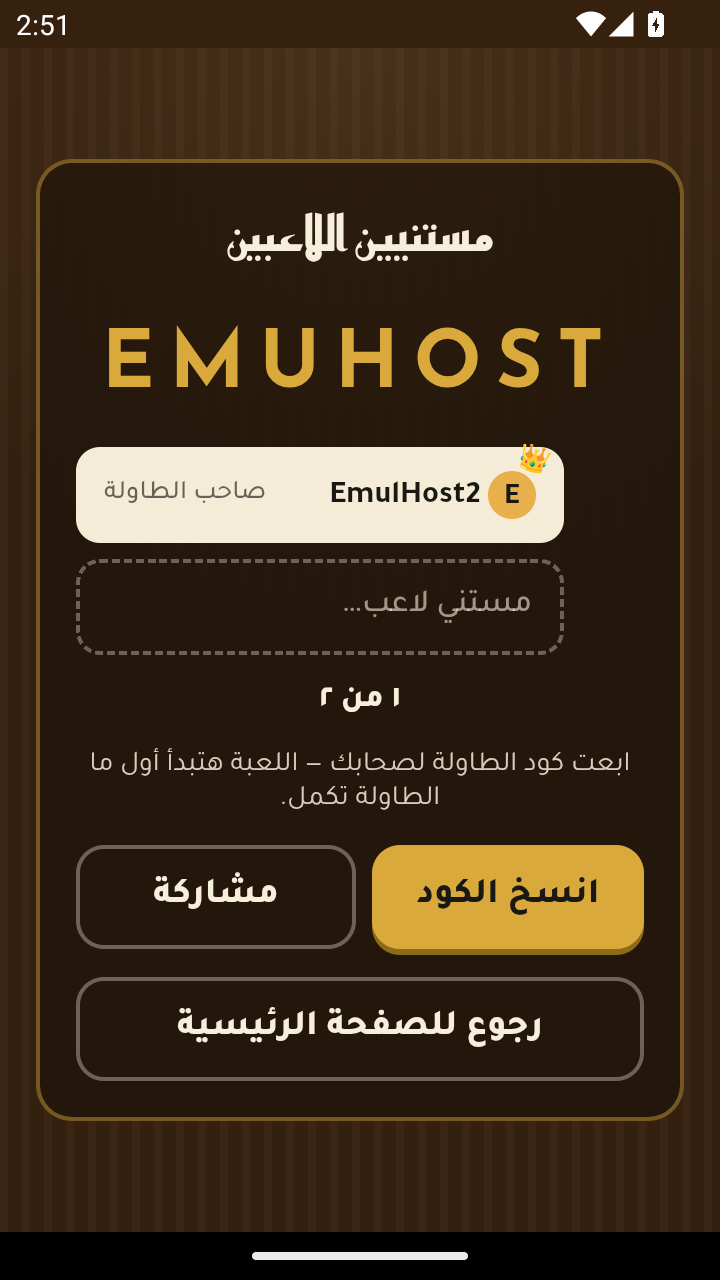 2:51
مستنيين اللاعبين
EMUHOST
E EmulHost2 صاحب الطاولة
مستني لاعب...
١ من ٢
ابعت كود الطاولة لصحابك – اللعبة هتبدأ أول ما
الطاولة تكمل.
انسخ الكود
مشاركة
رجوع للصفحة الرئيسية